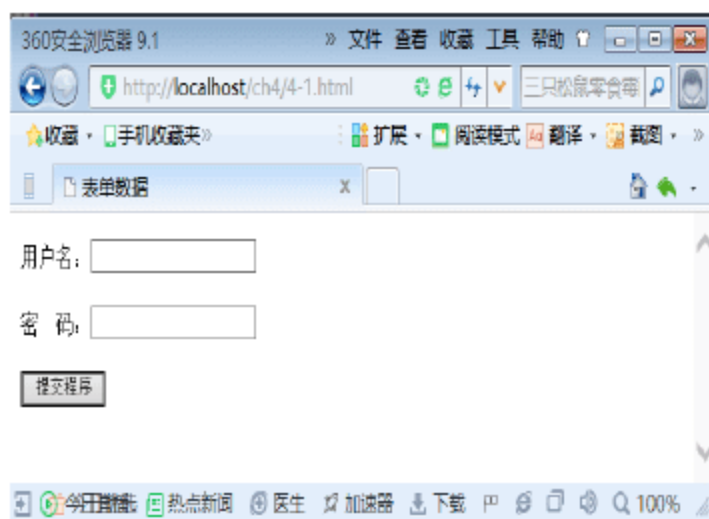 360安全浏览器 9.1 » 文件 查看 收藏 工具 帮助
http://localhost/ch4/4-1.html 三只松鼠零食毒
收藏 手机收藏夹» 扩展 阅读模式 Aa 翻译 截图 »
表单数据 x
用户名:
密 码:
提交程序
热点新闻 医生 加速器 下载 100%